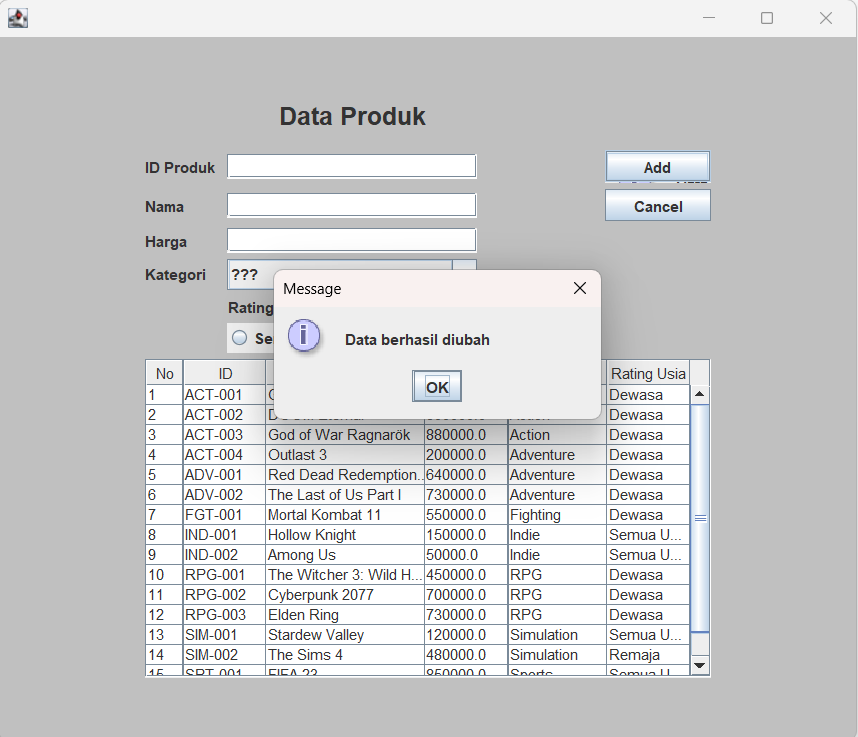 Data Produk
ID Produk
Add
Nama
Cancel
Harga
Kategori
???
Rating
Se
Message
Data berhasil diubah
OK
No ID Rating Usia
1 ACT-001 Dewasa
2 ACT-002 Dewasa
3 ACT-003 God of War Ragnarök 880000.0 Action Dewasa
4 ACT-004 Outlast 3 200000.0 Adventure Dewasa
5 ADV-001 Red Dead Redemption... 640000.0 Adventure Dewasa
6 ADV-002 The Last of Us Part I 730000.0 Adventure Dewasa
7 FGT-001 Mortal Kombat 11 550000.0 Fighting Dewasa
8 IND-001 Hollow Knight 150000.0 Indie Semua U...
9 IND-002 Among Us 50000.0 Indie Semua U...
10 RPG-001 The Witcher 3: Wild H... 450000.0 RPG Dewasa
11 RPG-002 Cyberpunk 2077 700000.0 RPG Dewasa
12 RPG-003 Elden Ring 730000.0 RPG Dewasa
13 SIM-001 Stardew Valley 120000.0 Simulation Semua U...
14 SIM-002 The Sims 4 480000.0 Simulation Remaja
15 SPT-001 FIFA 23 850000.0 Sports Semua U...